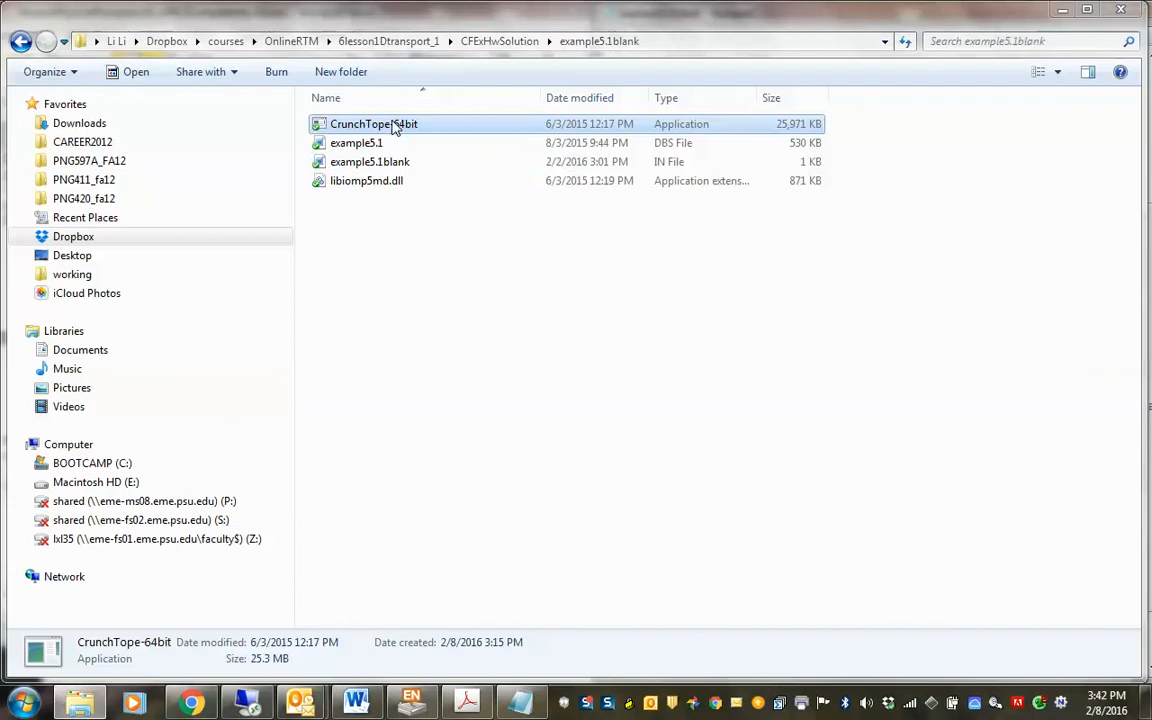 Li Li
Dropbox
courses
OnlineRTM
6lesson1Dtransport_1
CFExHwSolution
example5.1blank
Search example5.1blank
Organize
Open
Share with
Burn
New folder
Name
Date modified
Type
Size
CrunchTope-64bit 6/3/2015 12:17 PM Application 25,971 KB
example5.1 8/3/2015 9:44 PM DBS File 530 KB
example5.1blank 2/2/2016 3:01 PM IN File 1 KB
libiomp5md.dll 6/3/2015 12:19 PM Application extens... 871 KB
Favorites
Downloads
CAREER2012
PNG597A_FA12
PNG411_fa12
PNG420_fa12
Recent Places
Dropbox
Desktop
working
iCloud Photos
Libraries
Documents
Music
Pictures
Videos
Computer
BOOTCAMP (C:)
Macintosh HD (E:)
shared (\\eme-ms08.eme.psu.edu) (P:)
shared (\\eme-fs02.eme.psu.edu) (S:)
lxl35 (\\eme-fs01.eme.psu.edu\faculty$) (Z:)
Network
CrunchTope-64bit Date modified: 6/3/2015 12:17 PM Date created: 2/8/2016 3:15 PM
Application Size: 25.3 MB
EN
3:42 PM
2/8/2016